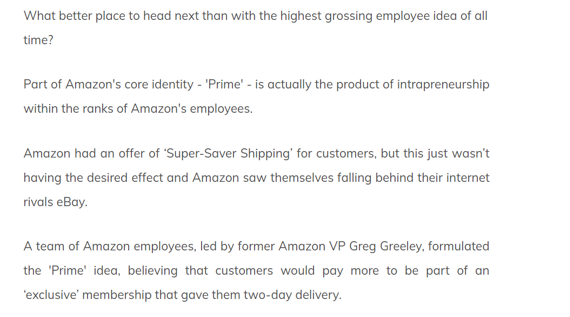 What better place to head next than with the highest grossing employee idea of all
time?
Part of Amazon's core identity - 'Prime' - is actually the product of intrapreneurship
within the ranks of Amazon's employees.
Amazon had an offer of ‘Super-Saver Shipping’ for customers, but this just wasn’t
having the desired effect and Amazon saw themselves falling behind their internet
rivals eBay.
A team of Amazon employees, led by former Amazon VP Greg Greeley, formulated
the 'Prime' idea, believing that customers would pay more to be part of an
‘exclusive’ membership that gave them two-day delivery.